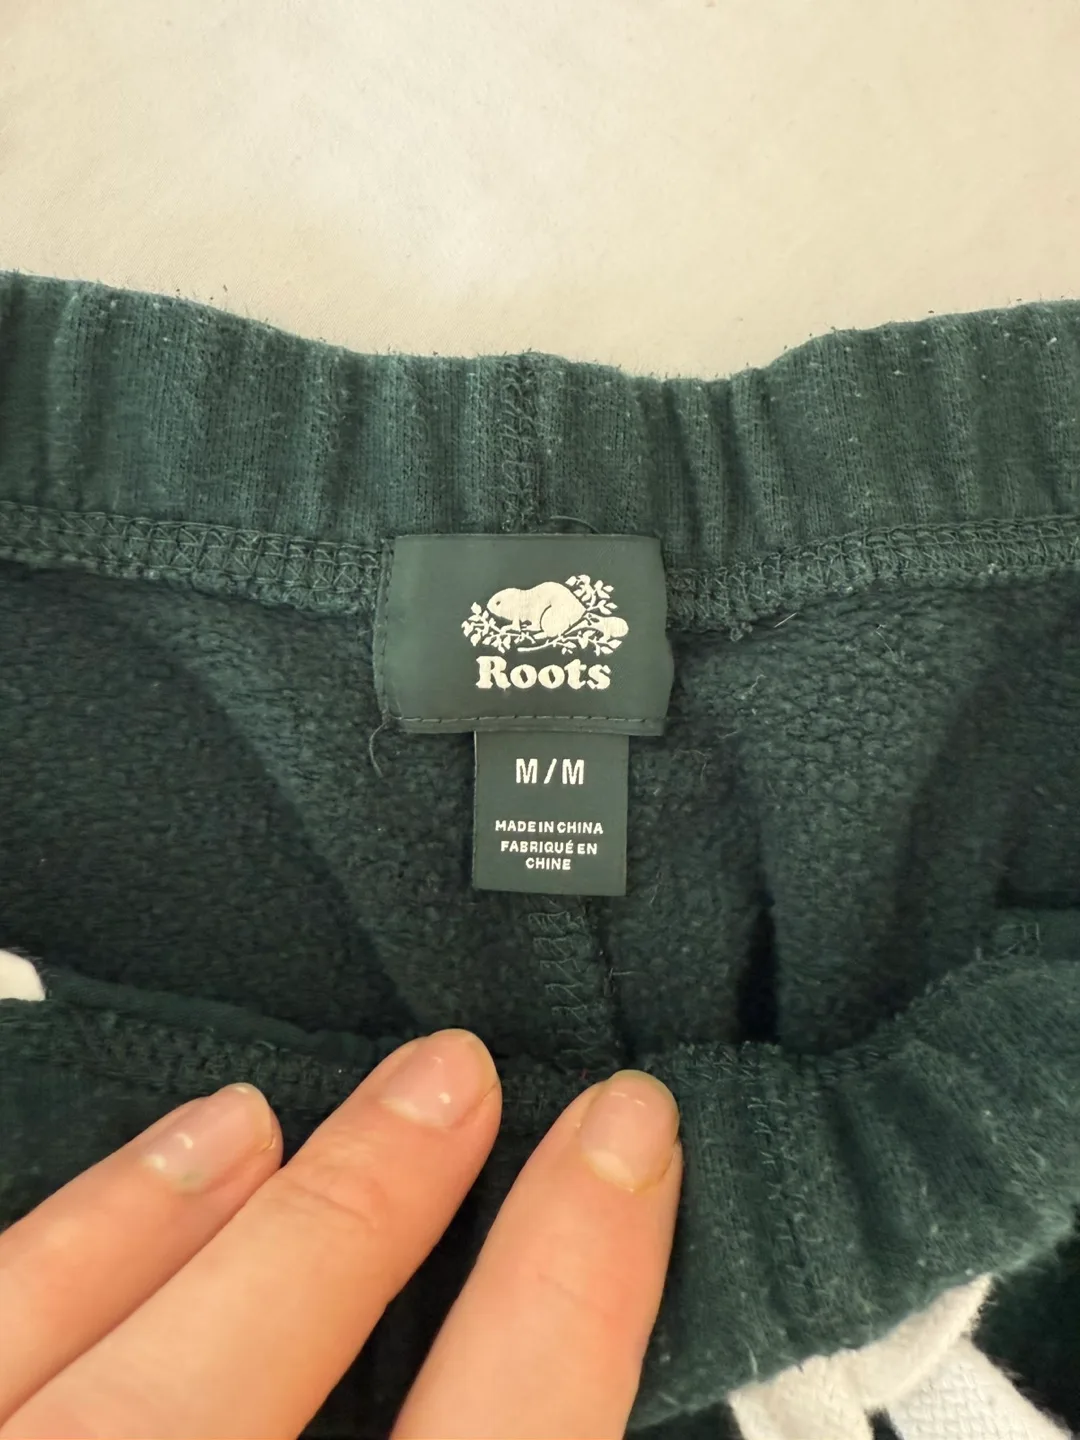 Roots
M/M
MADE IN CHINA
FABRIQUÉ EN
CHINE